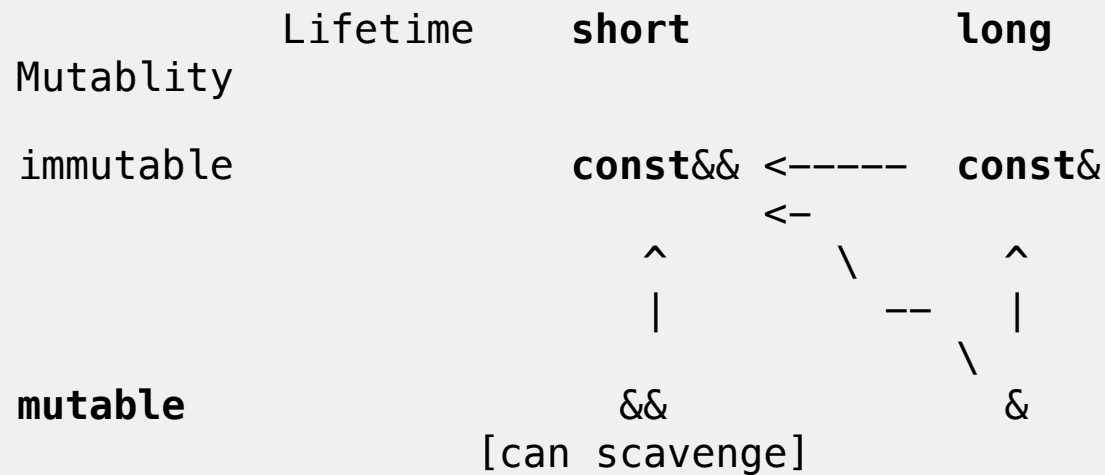 Lifetime short long
Mutablity
immutable const&& <----- const&
<-
^ \ ^
| -- |
\
mutable && &
[can scavenge]